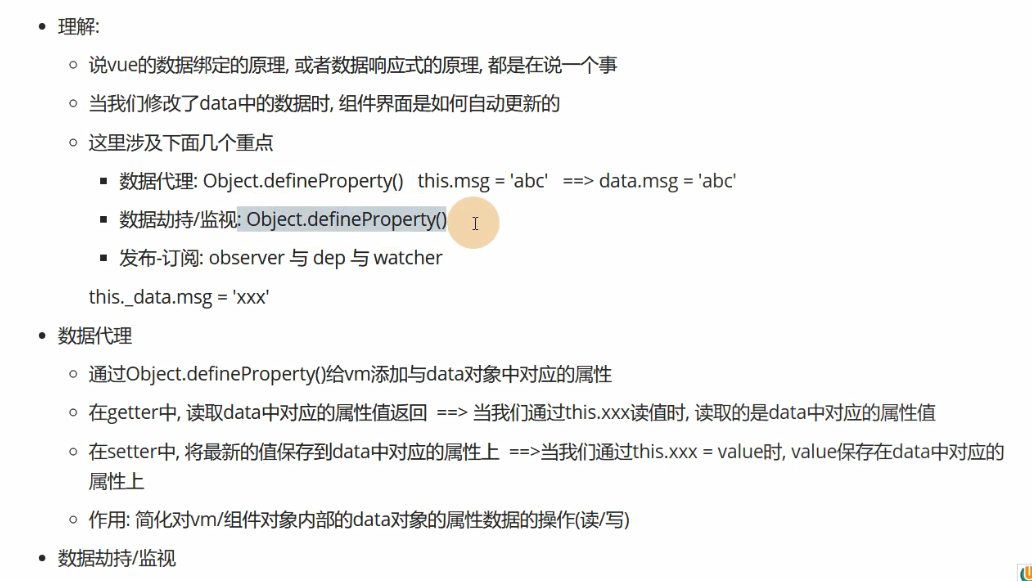 理解:
说vue的数据绑定的原理, 或者数据响应式的原理, 都是在说一个事
当我们修改了data中的数据时, 组件界面是如何自动更新的
这里涉及下面几个重点
数据代理: Object.defineProperty() this.msg = 'abc' ==> data.msg = 'abc'
数据劫持/监视: Object.defineProperty()
发布-订阅: observer 与 dep 与 watcher
this._data.msg = 'xxx'
数据代理
通过Object.defineProperty()给vm添加与data对象中对应的属性
在getter中, 读取data中对应的属性值返回 ==> 当我们通过this.xxx读值时, 读取的是data中对应的属性值
在setter中, 将最新的值保存到data中对应的属性上 ==>当我们通过this.xxx = value时, value保存在data中对应的
属性上
作用: 简化对vm/组件对象内部的data对象的属性数据的操作(读/写)
数据劫持/监视